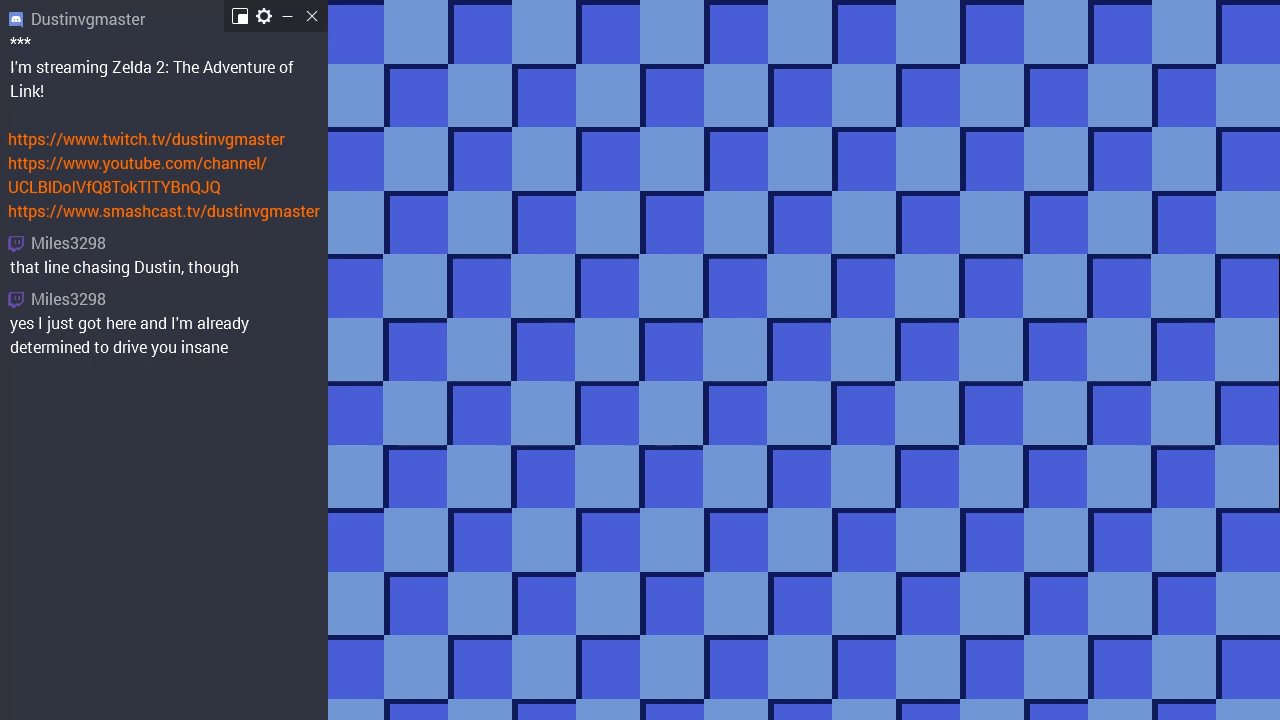 Dustinvgmaster
***
I'm streaming Zelda 2: The Adventure of
Link!
https://www.twitch.tv/dustinvgmaster
https://www.youtube.com/channel/
UCLBlDolVfQ8TokTlTYBnQJQ
https://www.smashcast.tv/dustinvgmaster
Miles3298
that line chasing Dustin, though
Miles3298
yes I just got here and I'm already
determined to drive you insane